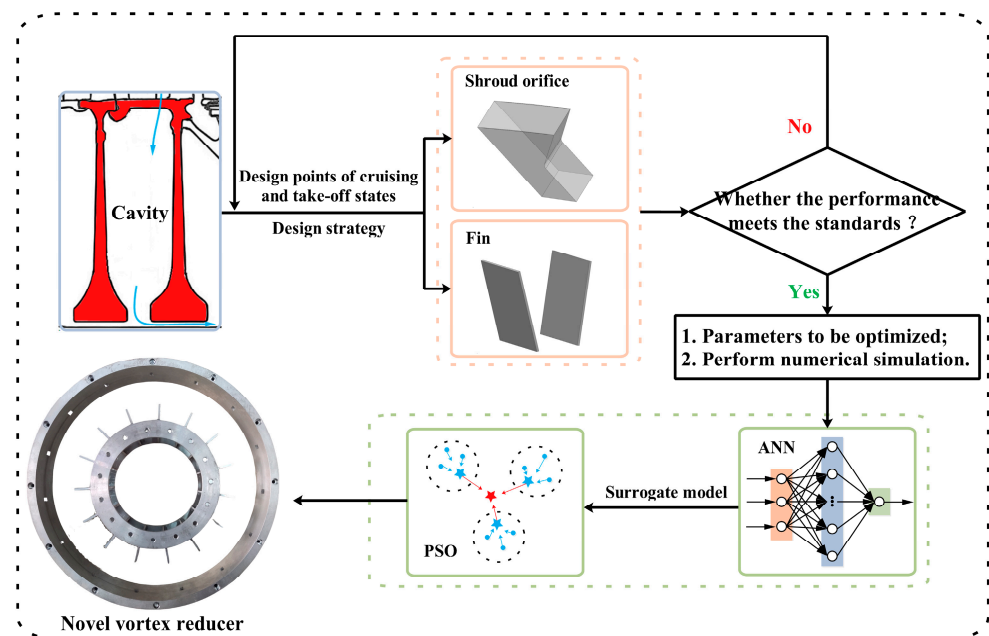 Shroud orifice
No
Design points of cruising
and take-off states
Cavity
Design strategy
Whether the performance
meets the standards ?
Fin
Yes
1. Parameters to be optimized;
2. Perform numerical simulation.
ANN
Surrogate model
PSO
Novel vortex reducer